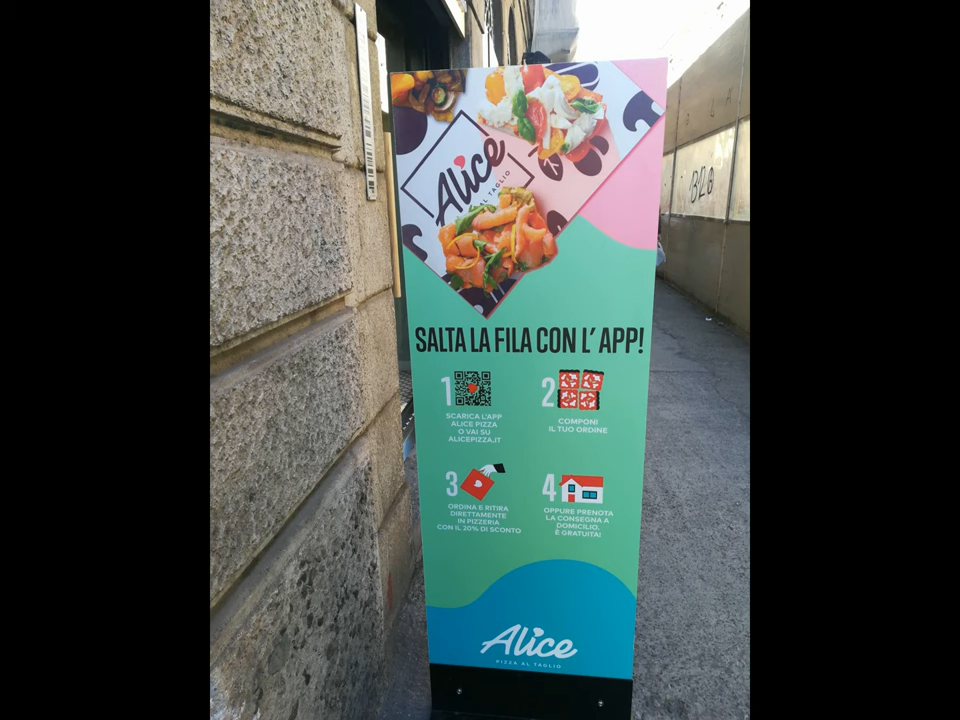 Alice
AL TAGLIO
BRO
SALTA LA FILA CON L' APP!
1
SCARICA L'APP
ALICE PIZZA
O VAI SU
ALICEPIZZA.IT
2
COMPONI
IL TUO ORDINE
3
ORDINA E RITIRA
DIRETTAMENTE
IN PIZZERIA
CON IL 20% DI SCONTO
4
OPPURE PRENOTA
LA CONSEGNA A
DOMICILIO.
È GRATUITA!
Alice
PIZZA AL TAGLIO